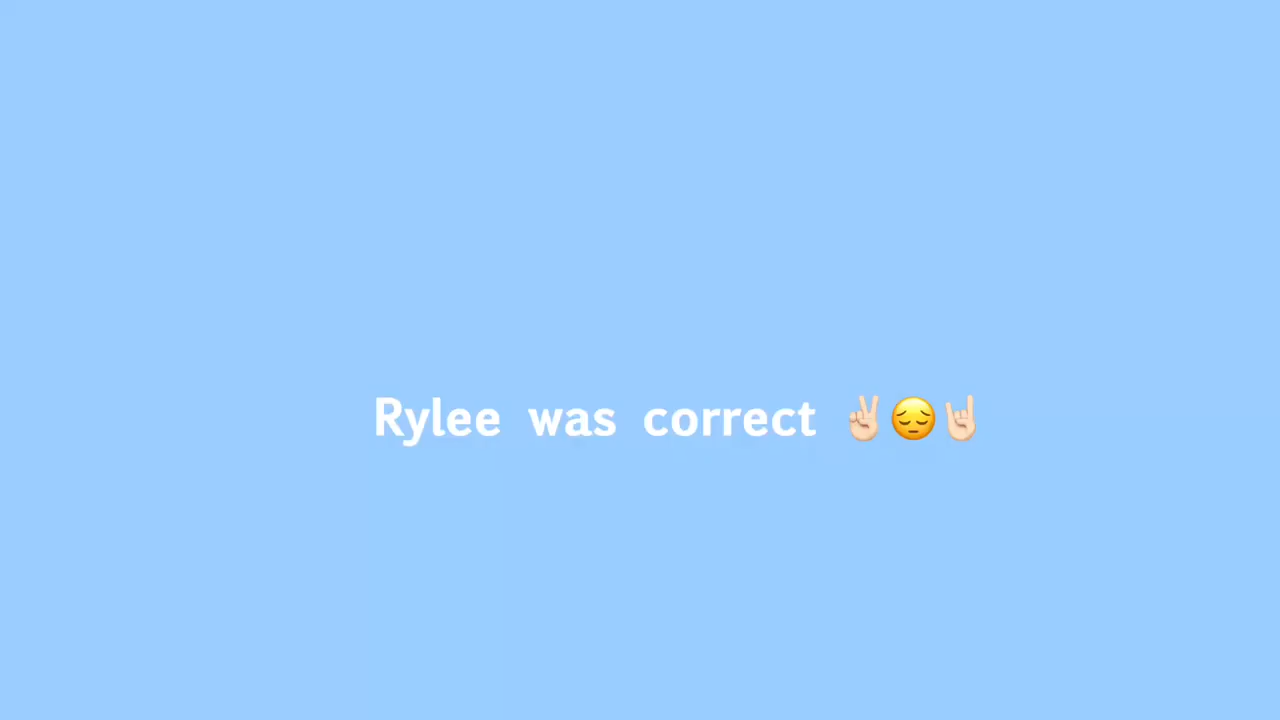 Rylee was correct ✌🏻😔🤘🏻